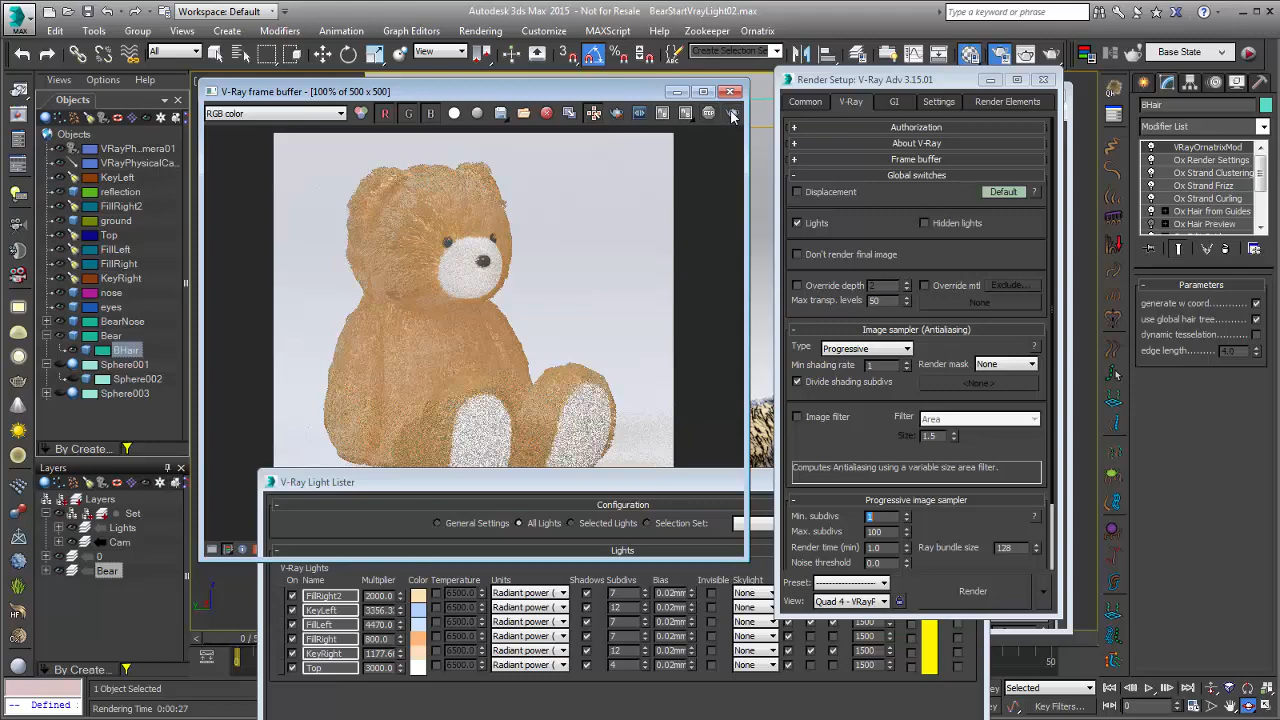 Workspace: Default
Autodesk 3ds Max 2015 - Not for Resale BearStartVrayLight02.max
Type a keyword or phrase
MAX
Edit Tools Group Views Create Modifiers Animation Graph Editors Rendering Customize MAXScript Help Zookeeper Ornatrix
All
View
Create Selection Se
Base State
Views Options Help
Objects
Objects
VRayPh...mera01
VRayPhysicalCa
KeyLeft
reflection
FillRight2
ground
Top
FillLeft
FillRight
KeyRight
nose
eyes
BearNose
Bear
BHair
Sphere001
Sphere002
Sphere003
By Create...
Layers
Layers
Set
Lights
Cam
0
Bear
By Create...
V-Ray frame buffer - [100% of 500 x 500]
RGB color
R G B
V-Ray Light Lister
Configuration
General Settings All Lights Selected Lights Selection Set:
Lights
V-Ray Lights
On Name Multiplier Color Temperature Units Shadows Subdivs Bias Invisible Skylight
FillRight2 2000.0 6500.0 Radiant power ( 7 0.02mm None
KeyLeft 3356.3 6500.0 Radiant power ( 12 0.02mm None
FillLeft 4470.0 6500.0 Radiant power ( 7 0.02mm None
FillRight 800.0 6500.0 Radiant power ( 7 0.02mm None 1500
KeyRight 1177.6 6500.0 Radiant power ( 12 0.02mm None 1500
Top 3000.0 6500.0 Radiant power ( 4 0.02mm None 1500
Render Setup: V-Ray Adv 3.15.01
Common V-Ray GI Settings Render Elements
Authorization
About V-Ray
Frame buffer
Global switches
Displacement Default ?
Lights Hidden lights
Don't render final image
Override depth 2 Override mtl Exclude...
Max transp. levels 50 None
Image sampler (Antialiasing)
Type Progressive ?
Min shading rate 1 Render mask None
Divide shading subdivs <None>
Image filter Filter Area
Size: 1.5
Computes Antialiasing using a variable size area filter.
Progressive image sampler
Min. subdivs 1 ?
Max. subdivs 100
Render time (min) 1.0 Ray bundle size 128
Noise threshold 0.0
Preset:
View: Quad 4 - VRayP
Render
BHair
Modifier List
VRayOrnatrixMod
Ox Render Settings
Ox Strand Clustering
Ox Strand Frizz
Ox Strand Curling
Ox Hair from Guides
Ox Hair Preview
Parameters
generate w coord
use global hair tree
dynamic tesselation
edge length: 4.0
0 / 5
50
1 Object Selected
-- Defined
Rendering Time 0:00:27
Selected
Key Filters...
0